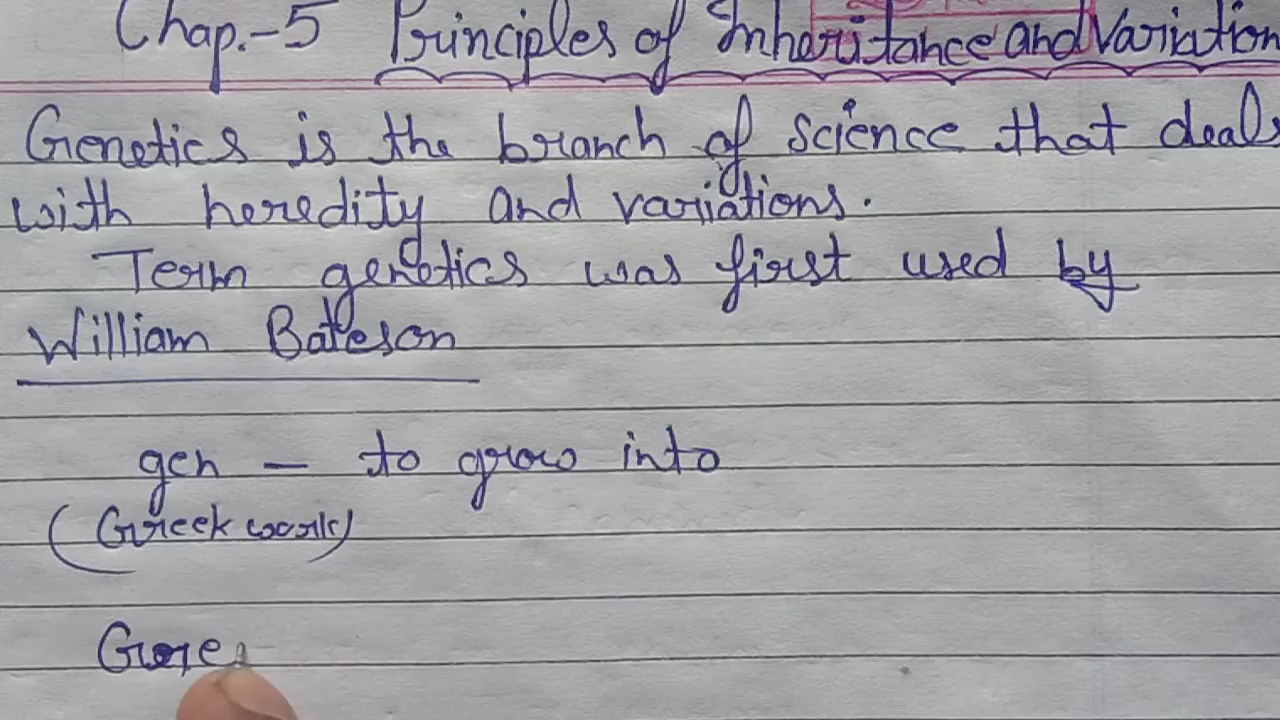 Chap.-5 Principles of Inheritance and Variation
Genetics is the branch of science that deals
with heredity and variations.
Term genetics was first used by
William Bateson
gen — to grow into
(Greek work)